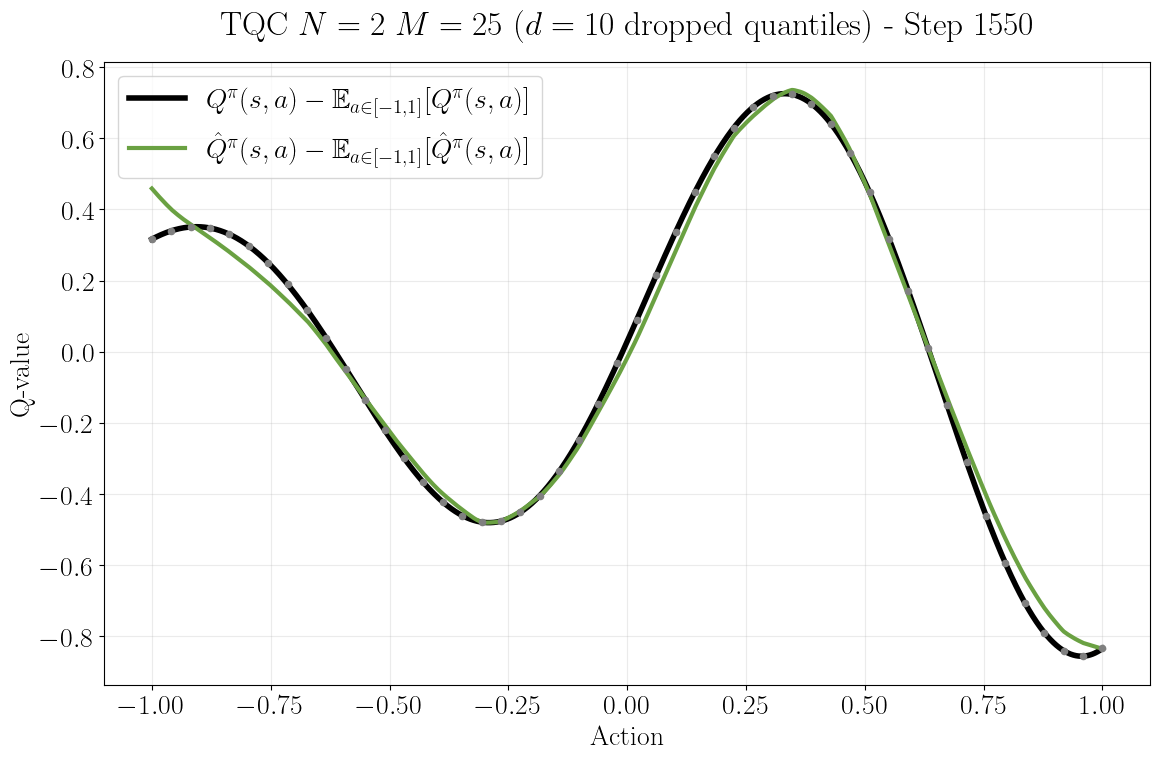 TQC N = 2 M = 25 (d = 10 dropped quantiles) - Step 1550
Q^π(s, a) − 𝔼_{a∈[−1,1]}[Q^π(s, a)]
Q̂^π(s, a) − 𝔼_{a∈[−1,1]}[Q̂^π(s, a)]
0.8
0.6
0.4
0.2
0.0
−0.2
−0.4
−0.6
−0.8
Q-value
−1.00 −0.75 −0.50 −0.25 0.00 0.25 0.50 0.75 1.00
Action